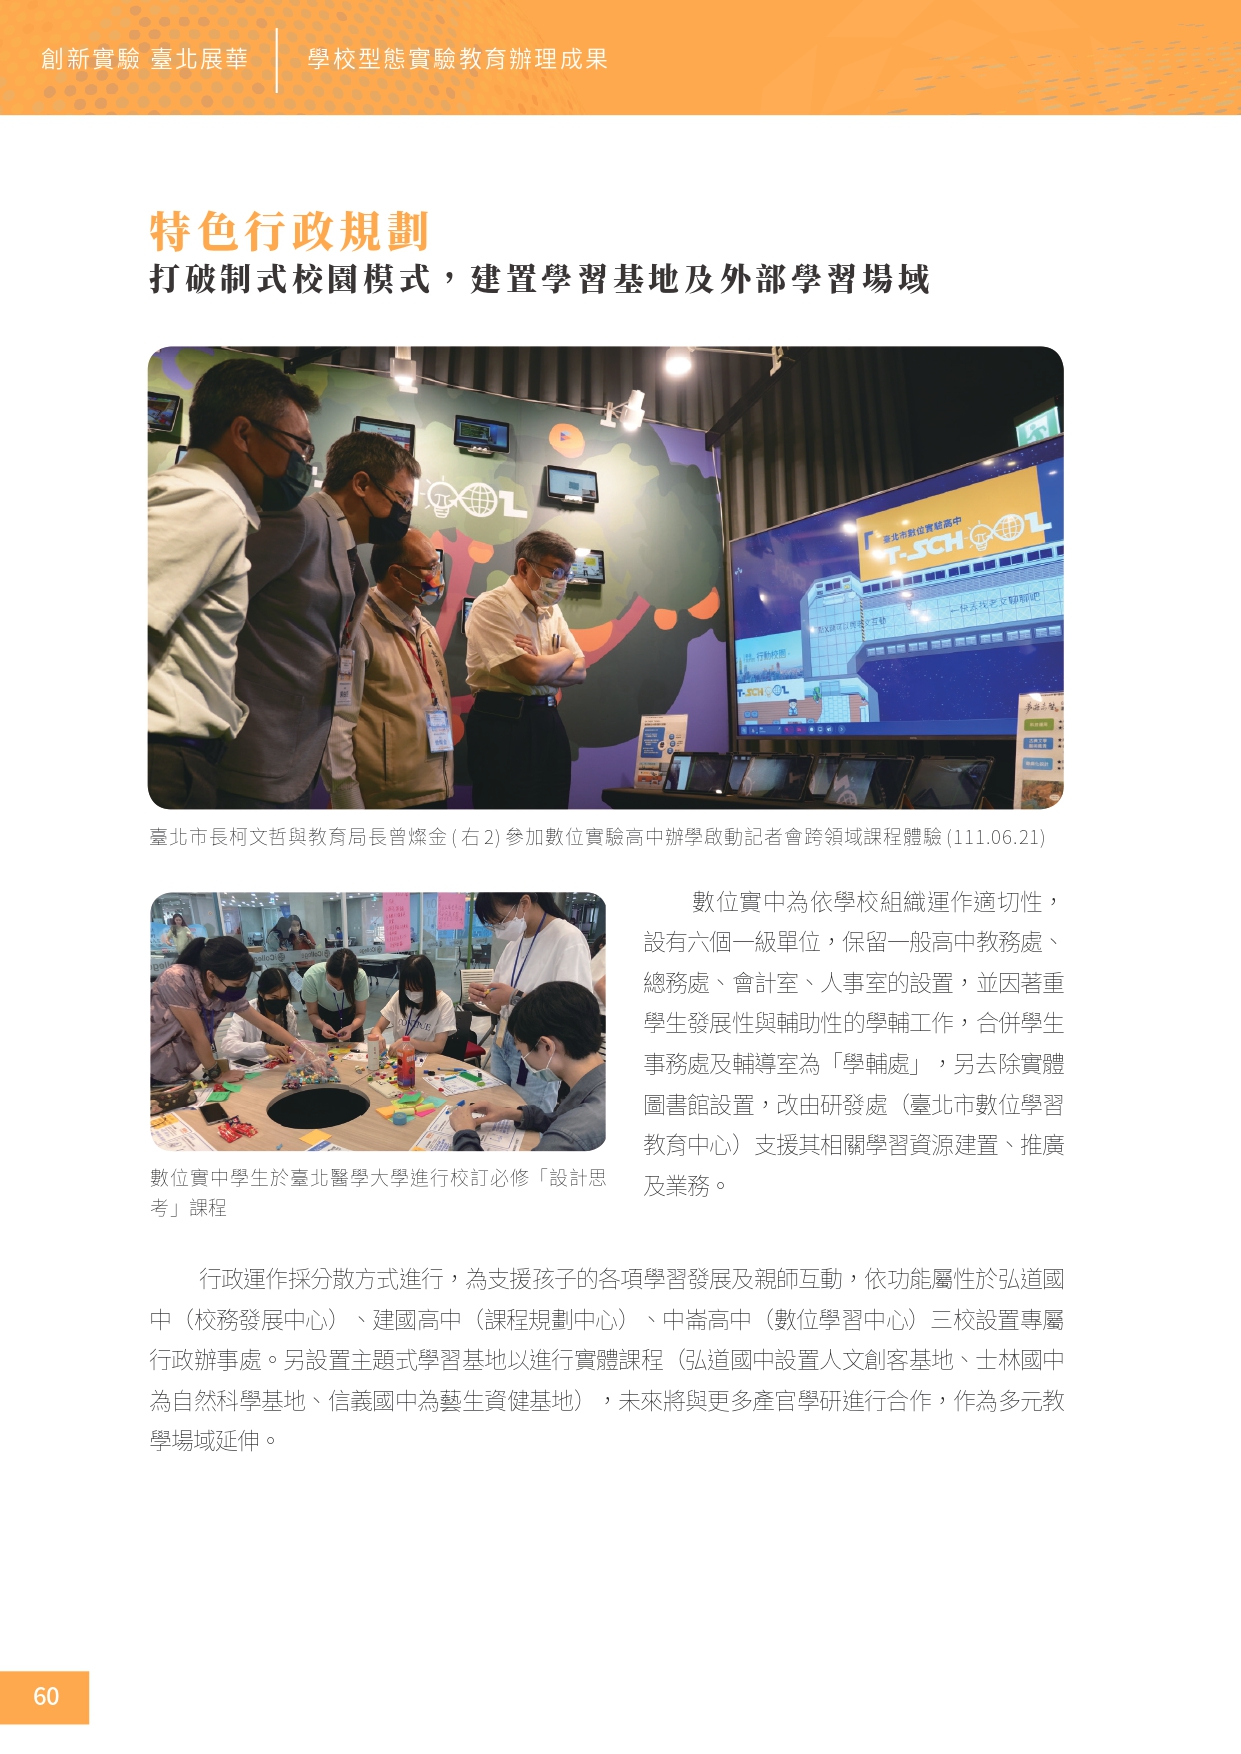 創新實驗 臺北展華
學校型態實驗教育辦理成果
特色行政規劃
打破制式校園模式，建置學習基地及外部學習場域
臺北市數位實驗高中
T-SCH
行動校園
T-SCH
臺北市長柯文哲與教育局長曾燦金 ( 右 2) 參加數位實驗高中辦學啟動記者會跨領域課程體驗 (111.06.21)
數位實中學生於臺北醫學大學進行校訂必修「設計思
考」課程
數位實中為依學校組織運作適切性，
設有六個一級單位，保留一般高中教務處、
總務處、會計室、人事室的設置，並因著重
學生發展性與輔助性的學輔工作，合併學生
事務處及輔導室為「學輔處」，另去除實體
圖書館設置，改由研發處（臺北市數位學習
教育中心）支援其相關學習資源建置、推廣
及業務。
行政運作採分散方式進行，為支援孩子的各項學習發展及親師互動，依功能屬性於弘道國
中（校務發展中心）、建國高中（課程規劃中心）、中崙高中（數位學習中心）三校設置專屬
行政辦事處。另設置主題式學習基地以進行實體課程（弘道國中設置人文創客基地、士林國中
為自然科學基地、信義國中為藝生資健基地），未來將與更多產官學研進行合作，作為多元教
學場域延伸。
60